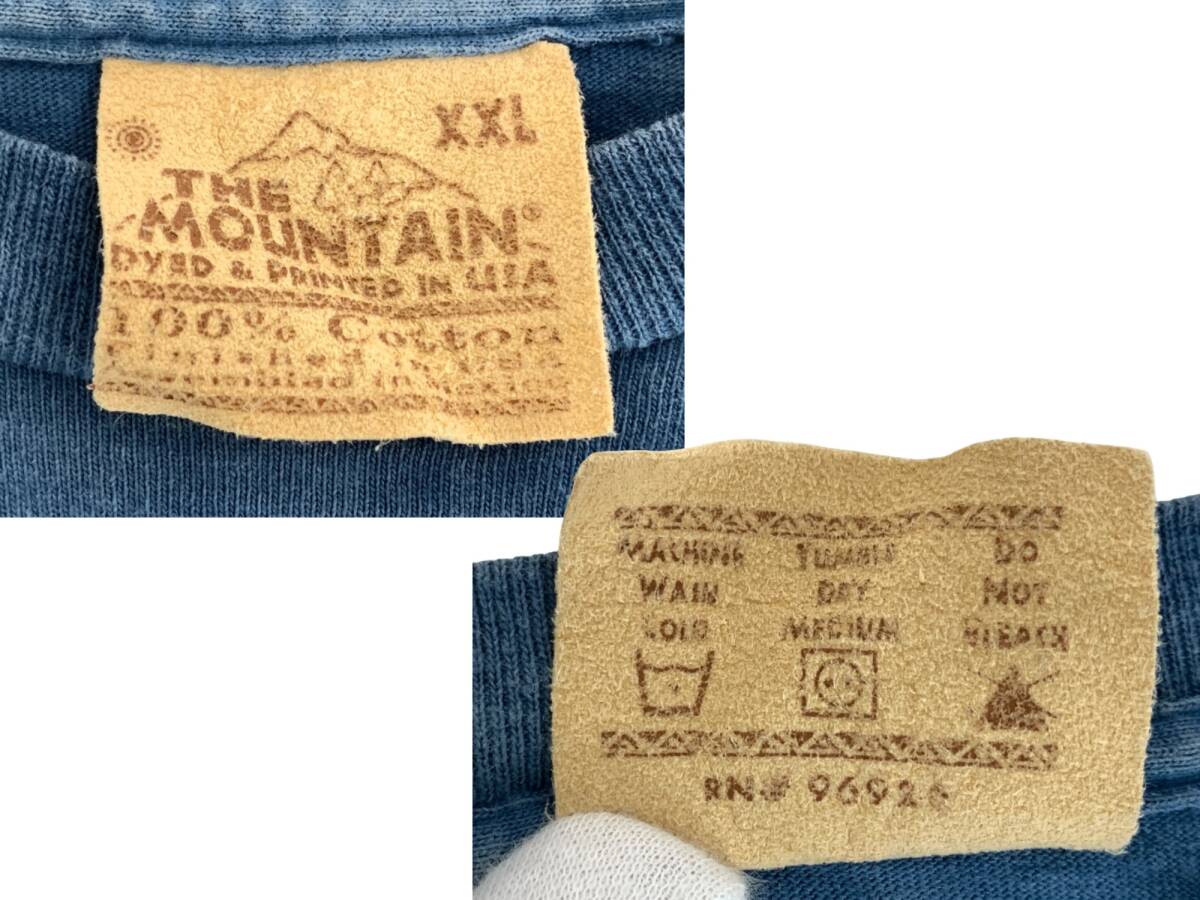 XXL
THE
MOUNTAIN®
DYED & PRINTED IN USA
100% Cotton
Finished in USA
Assembled in Mexico
MACHINE
WASH
COLD
TUMBLE
DRY
MEDIUM
DO
NOT
BLEACH
RN# 96926